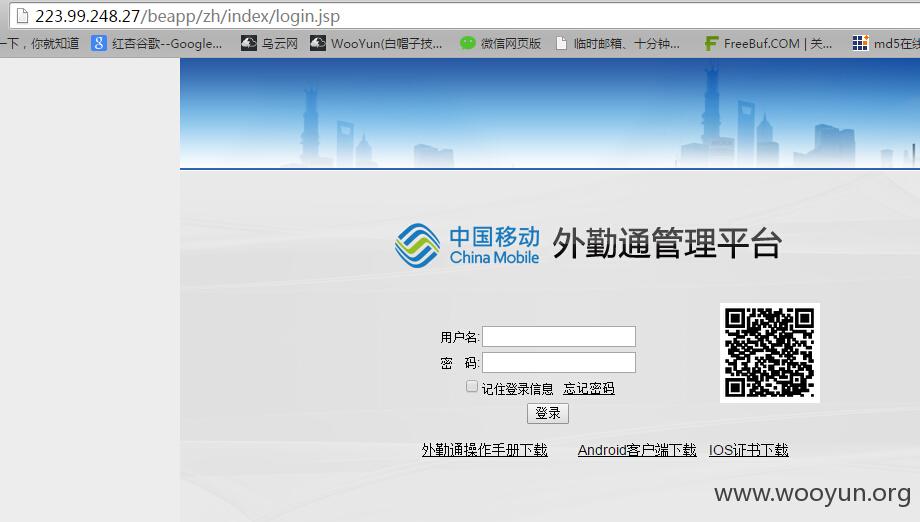 223.99.248.27/beapp/zh/index/login.jsp
一下，你就知道 红杏谷歌--Google... 乌云网 WooYun(白帽子技... 微信网页版 临时邮箱、十分钟... FreeBuf.COM | 关... md5在线
中国移动
China Mobile
外勤通管理平台
用户名:
密 码:
记住登录信息 忘记密码
登录
外勤通操作手册下载 Android客户端下载 IOS证书下载
www.wooyun.org